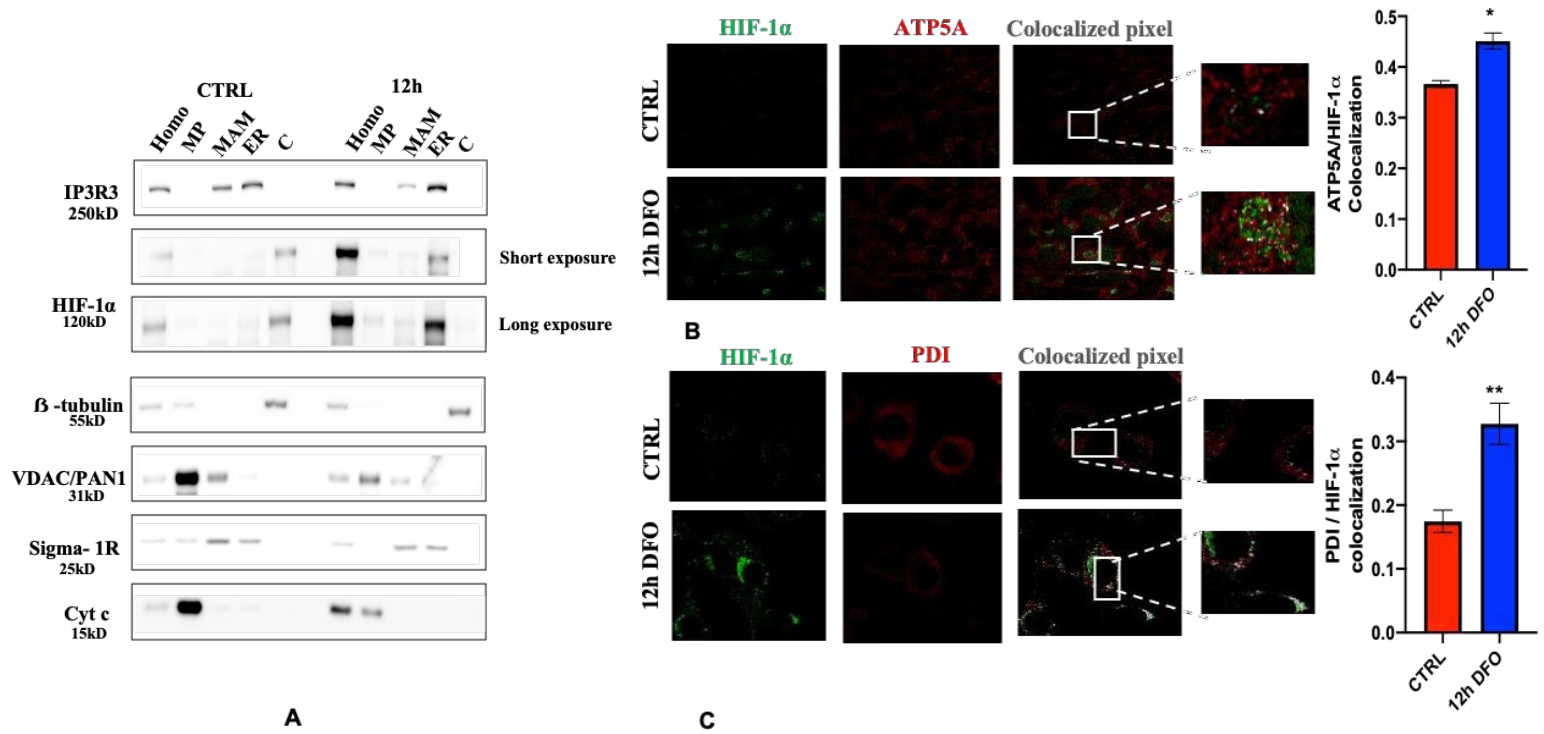 CTRL
12h
Homo
MP
MAM
ER
C
Homo
MP
MAM
ER
C
IP3R3
250kD
Short exposure
HIF-1α
120kD
Long exposure
ß -tubulin
55kD
VDAC/PAN1
31kD
Sigma- 1R
25kD
Cyt c
15kD
A
HIF-1α
ATP5A
Colocalized pixel
CTRL
12h DFO
B
ATP5A/HIF-1α
Colocalization
0.5
0.4
0.3
0.2
0.1
0.0
*
CTRL
12h DFO
HIF-1α
PDI
Colocalized pixel
CTRL
12h DFO
C
PDI / HIF-1α
colocalization
0.4
0.3
0.2
0.1
0.0
**
CTRL
12h DFO